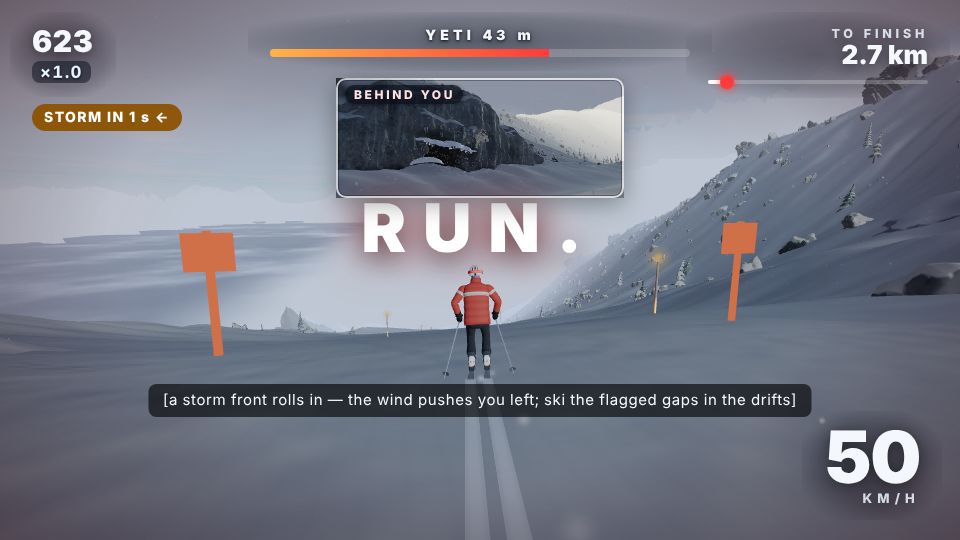 623
×1.0
STORM IN 1 s ←
YETI 43 m
TO FINISH
2.7 km
BEHIND YOU
RUN.
[a storm front rolls in — the wind pushes you left; ski the flagged gaps in the drifts]
50
KM/H